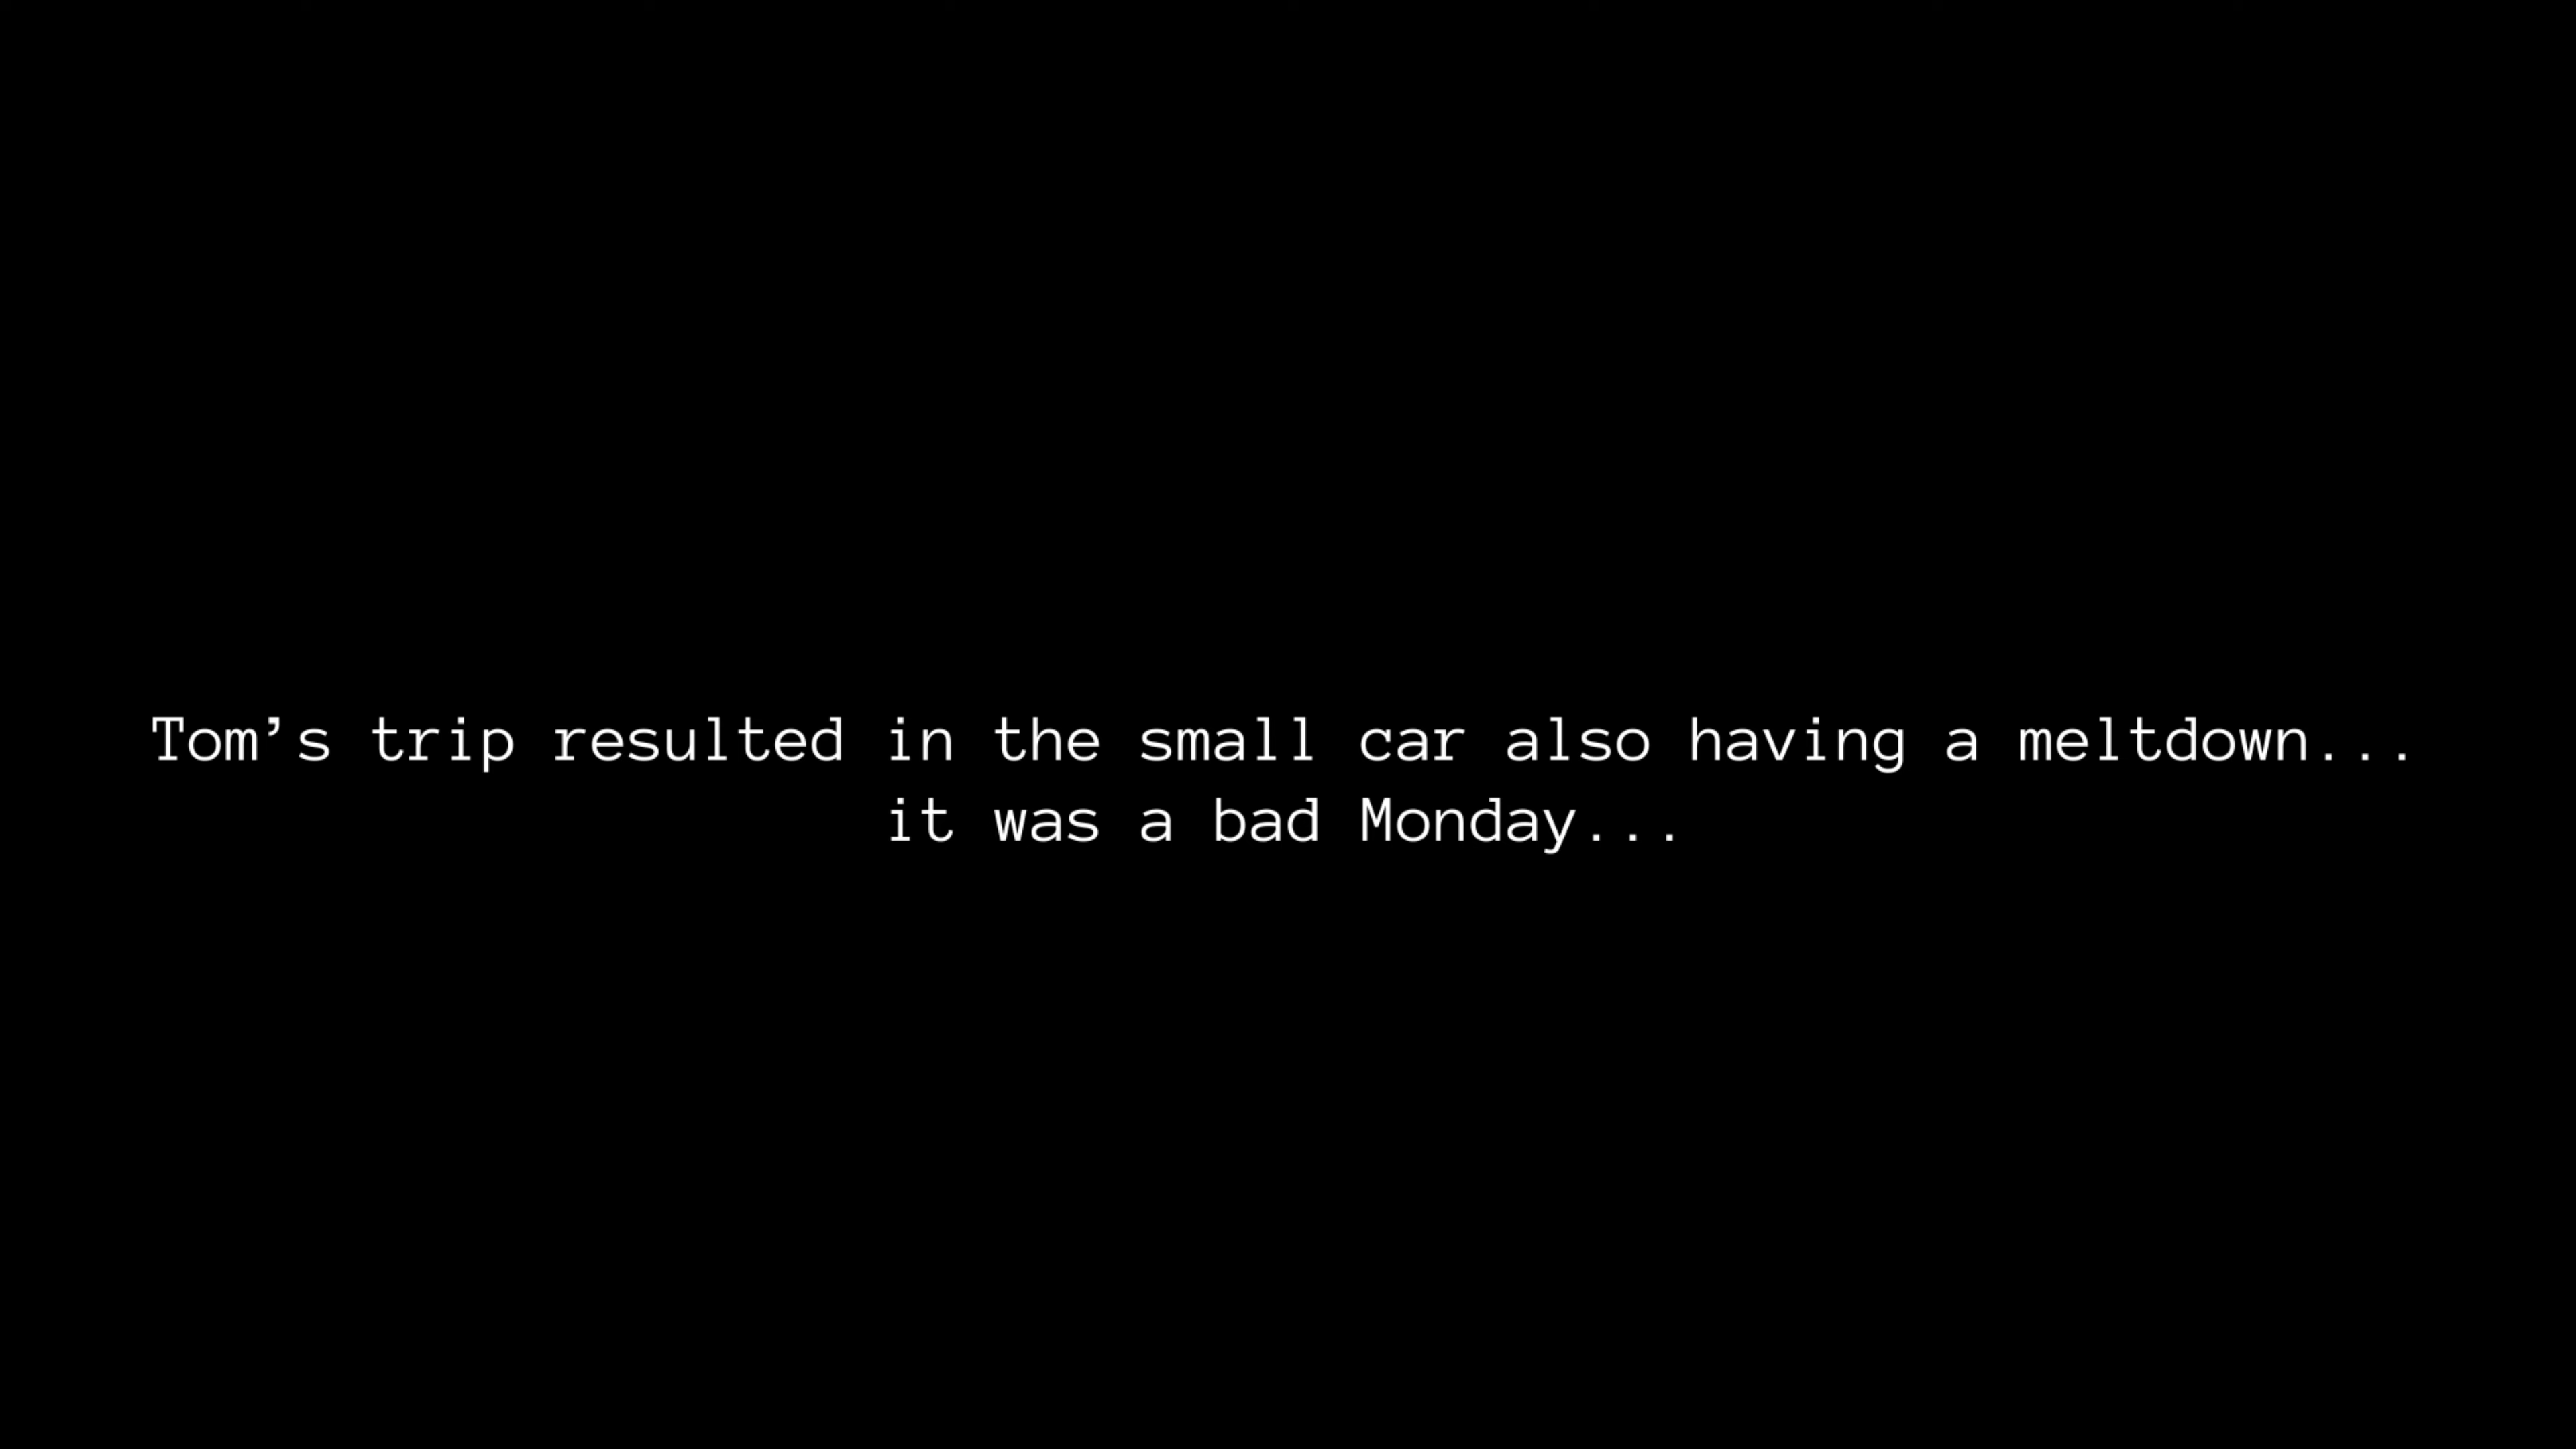 Tom’s trip resulted in the small car also having a meltdown...
it was a bad Monday...